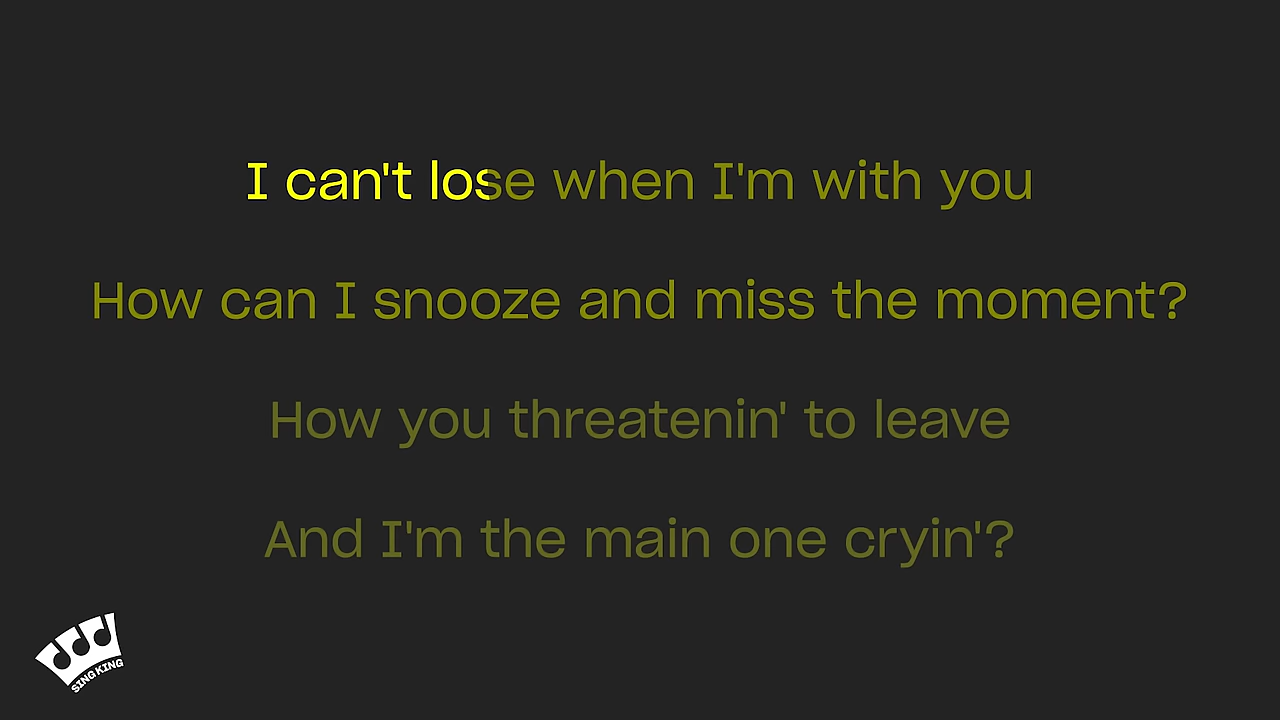 I can't lose when I'm with you
How can I snooze and miss the moment?
How you threatenin' to leave
And I'm the main one cryin'?
SING KING